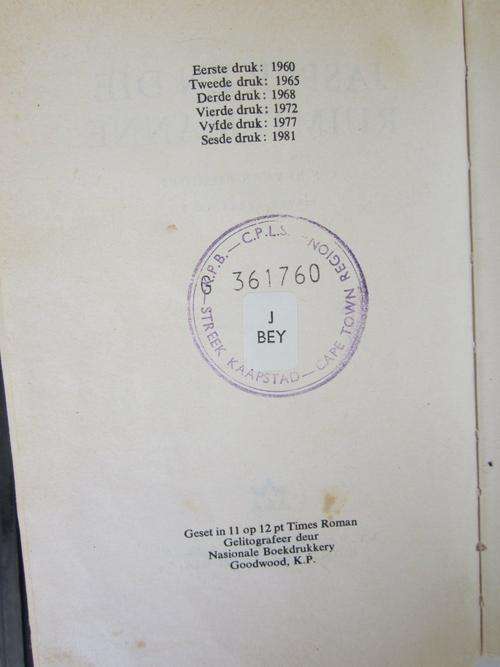 Eerste druk: 1960
Tweede druk: 1965
Derde druk: 1968
Vierde druk: 1972
Vyfde druk: 1977
Sesde druk: 1981
P.B.—C.P.L.S.
361760
J
BEY
STREEK KAAPSTAD—CAPE TOWN REGION
Geset in 11 op 12 pt Times Roman
Gelitografeer deur
Nasionale Boekdrukkery
Goodwood, K.P.